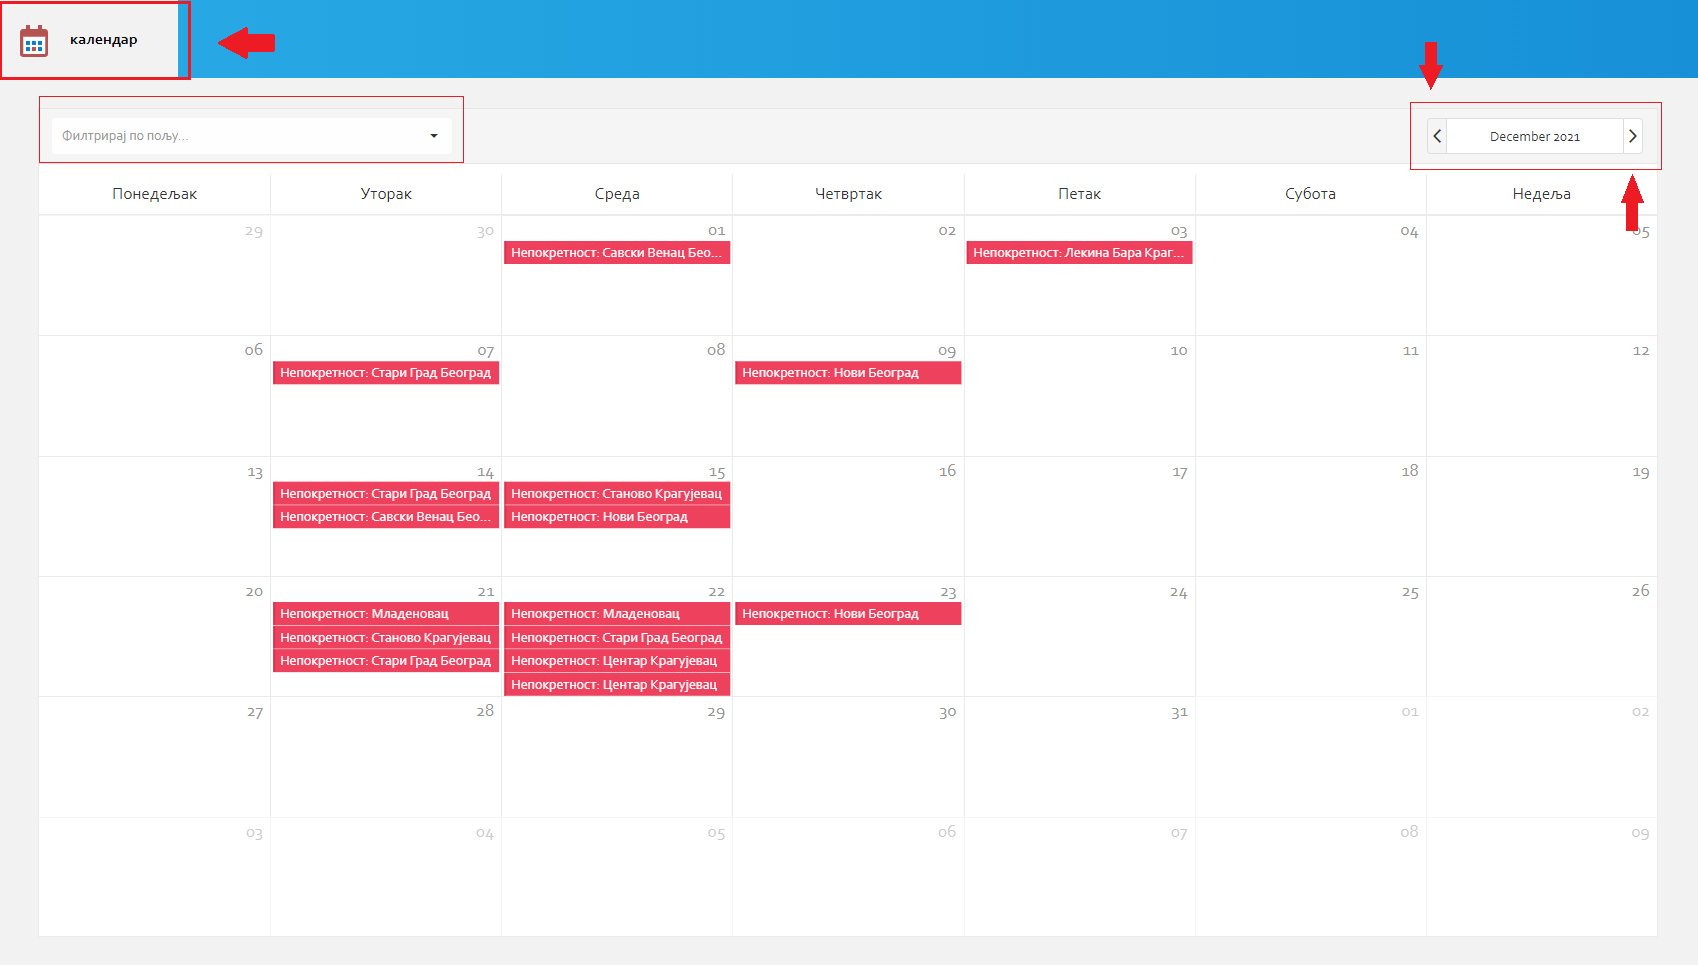 календар
Филтрирај по пољу...
December 2021
Понедељак Уторак Среда Четвртак Петак Субота Недеља
29 30 01 02 03 04 05
Непокретност: Савски Венац Бео... Непокретност: Лекина Бара Краг...
06 07 08 09 10 11 12
Непокретност: Стари Град Београд Непокретност: Нови Београд
13 14 15 16 17 18 19
Непокретност: Стари Град Београд Непокретност: Станово Крагујевац
Непокретност: Савски Венац Бео... Непокретност: Нови Београд
20 21 22 23 24 25 26
Непокретност: Младеновац Непокретност: Младеновац Непокретност: Нови Београд
Непокретност: Станово Крагујевац Непокретност: Стари Град Београд
Непокретност: Стари Град Београд Непокретност: Центар Крагујевац
Непокретност: Центар Крагујевац
27 28 29 30 31 01 02
03 04 05 06 07 08 09